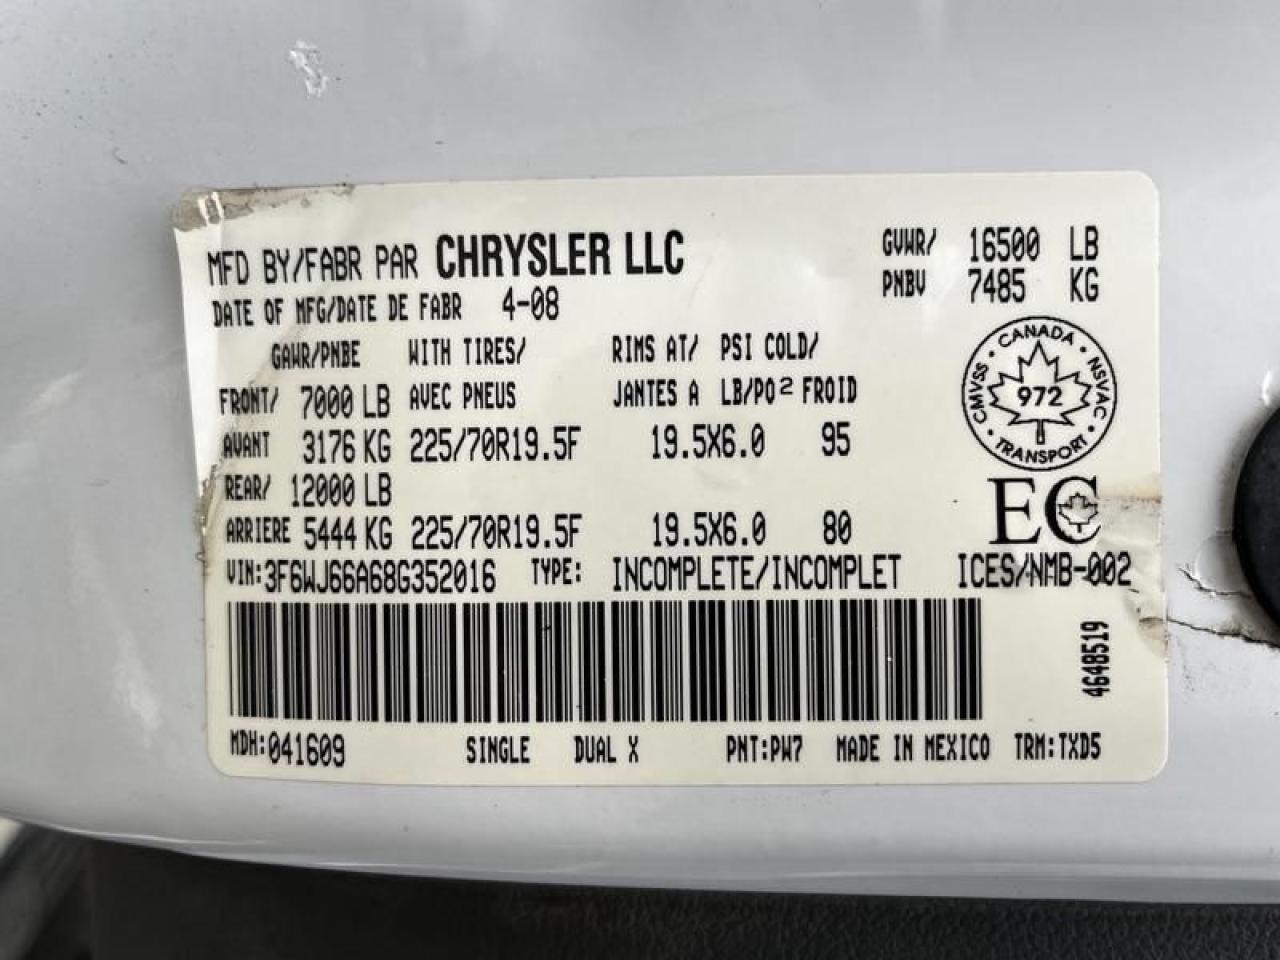 MFD BY/FABR PAR CHRYSLER LLC
GVWR/ 16500 LB
PNBV 7485 KG
DATE OF MFG/DATE DE FABR 4-08
GAWR/PNBE WITH TIRES/ RIMS AT/ PSI COLD/
FRONT/ 7000 LB AVEC PNEUS JANTES A LB/PO² FROID
AVANT 3176 KG 225/70R19.5F 19.5X6.0 95
REAR/ 12000 LB
ARRIERE 5444 KG 225/70R19.5F 19.5X6.0 80
CANADA • NSVAC • TRANSPORT • CMVSS •
972
EC
VIN:3F6WJ66A68G352016 TYPE: INCOMPLETE/INCOMPLET ICES/NMB-002
4648519
MDH:041609 SINGLE DUAL X PNT:PW7 MADE IN MEXICO TRM:TXD5